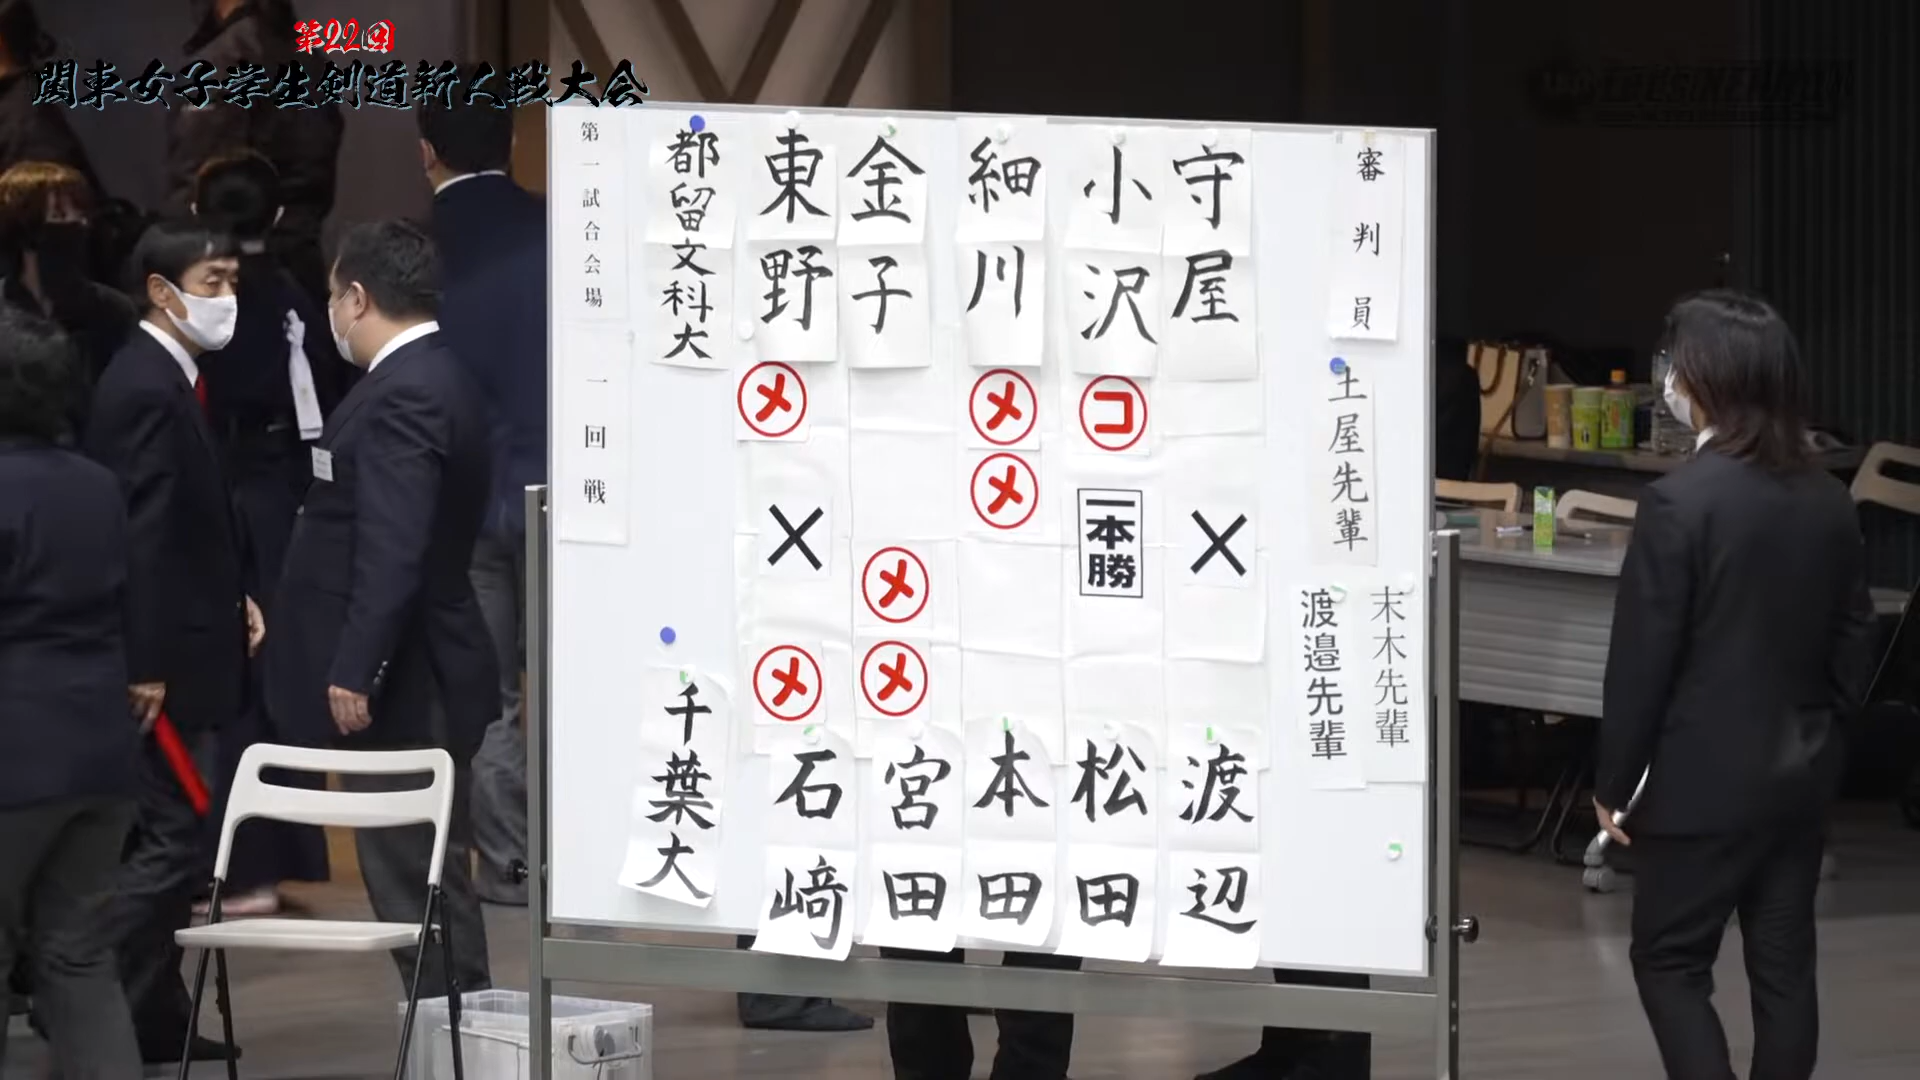 第22回
関東女子学生剣道新人戦大会
第一試合会場
一回戦
都留文科大
東野
金子
細川
小沢
守屋
メ
メ
メ
コ
一本勝
メ
メ
メ
千葉大
石﨑
宮田
本田
松田
渡辺
審判員
土屋先輩
末木先輩
渡邉先輩